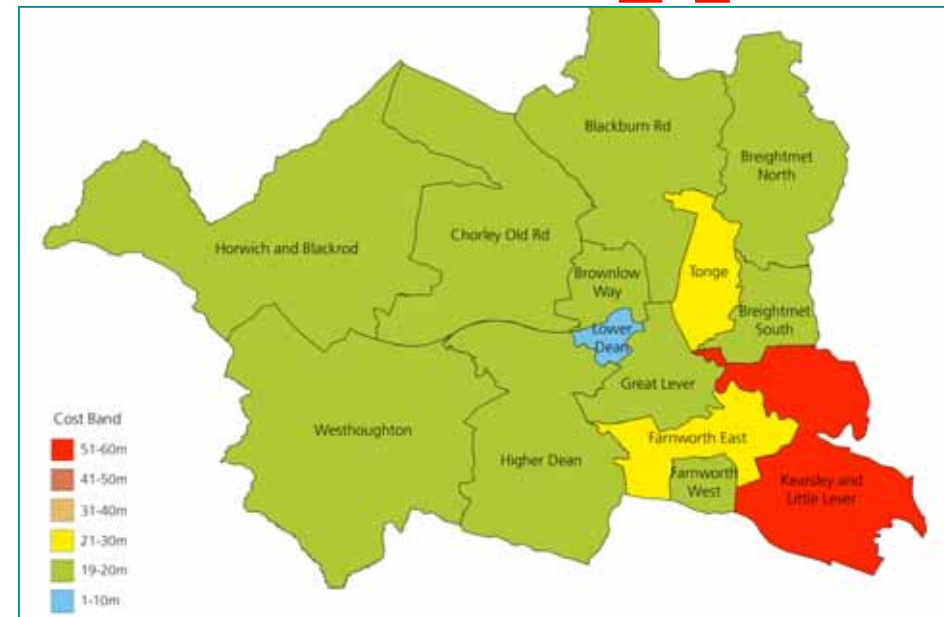 Blackburn Rd
Breightmet
North
Chorley Old Rd
Horwich and Blackrod
Tonge
Brownlow
Way
Breightmet
South
Lower
Dean
Great Lever
Westhoughton
Farnworth East
Higher Dean
Farnworth
West
Kearsley and
Little Lever
Cost Band
51-60m
41-50m
31-40m
21-30m
19-20m
1-10m